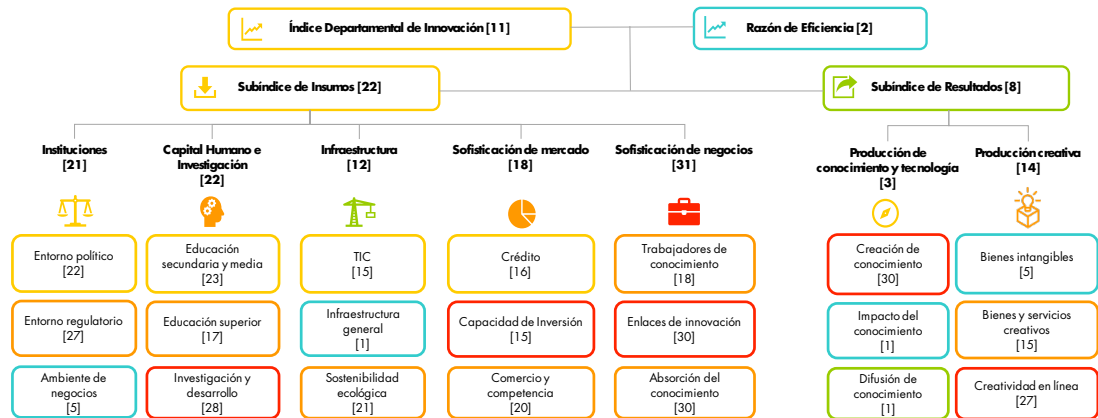 Índice Departamental de Innovación [11]
Razón de Eficiencia [2]
Subíndice de Insumos [22]
Subíndice de Resultados [8]
Instituciones
[21]
Capital Humano e
Investigación
[22]
Infraestructura
[12]
Sofisticación de mercado
[18]
Sofisticación de negocios
[31]
Producción de
conocimiento y tecnología
[3]
Producción creativa
[14]
Entorno político
[22]
Educación
secundaria y media
[23]
TIC
[15]
Crédito
[16]
Trabajadores de
conocimiento
[18]
Creación de
conocimiento
[30]
Bienes intangibles
[5]
Entorno regulatorio
[27]
Educación superior
[17]
Infraestructura
general
[1]
Capacidad de Inversión
[15]
Enlaces de innovación
[30]
Impacto del
conocimiento
[1]
Bienes y servicios
creativos
[15]
Ambiente de
negocios
[5]
Investigación y
desarrollo
[28]
Sostenibilidad
ecológica
[21]
Comercio y
competencia
[20]
Absorción del
conocimiento
[30]
Difusión de
conocimiento
[1]
Creatividad en línea
[27]